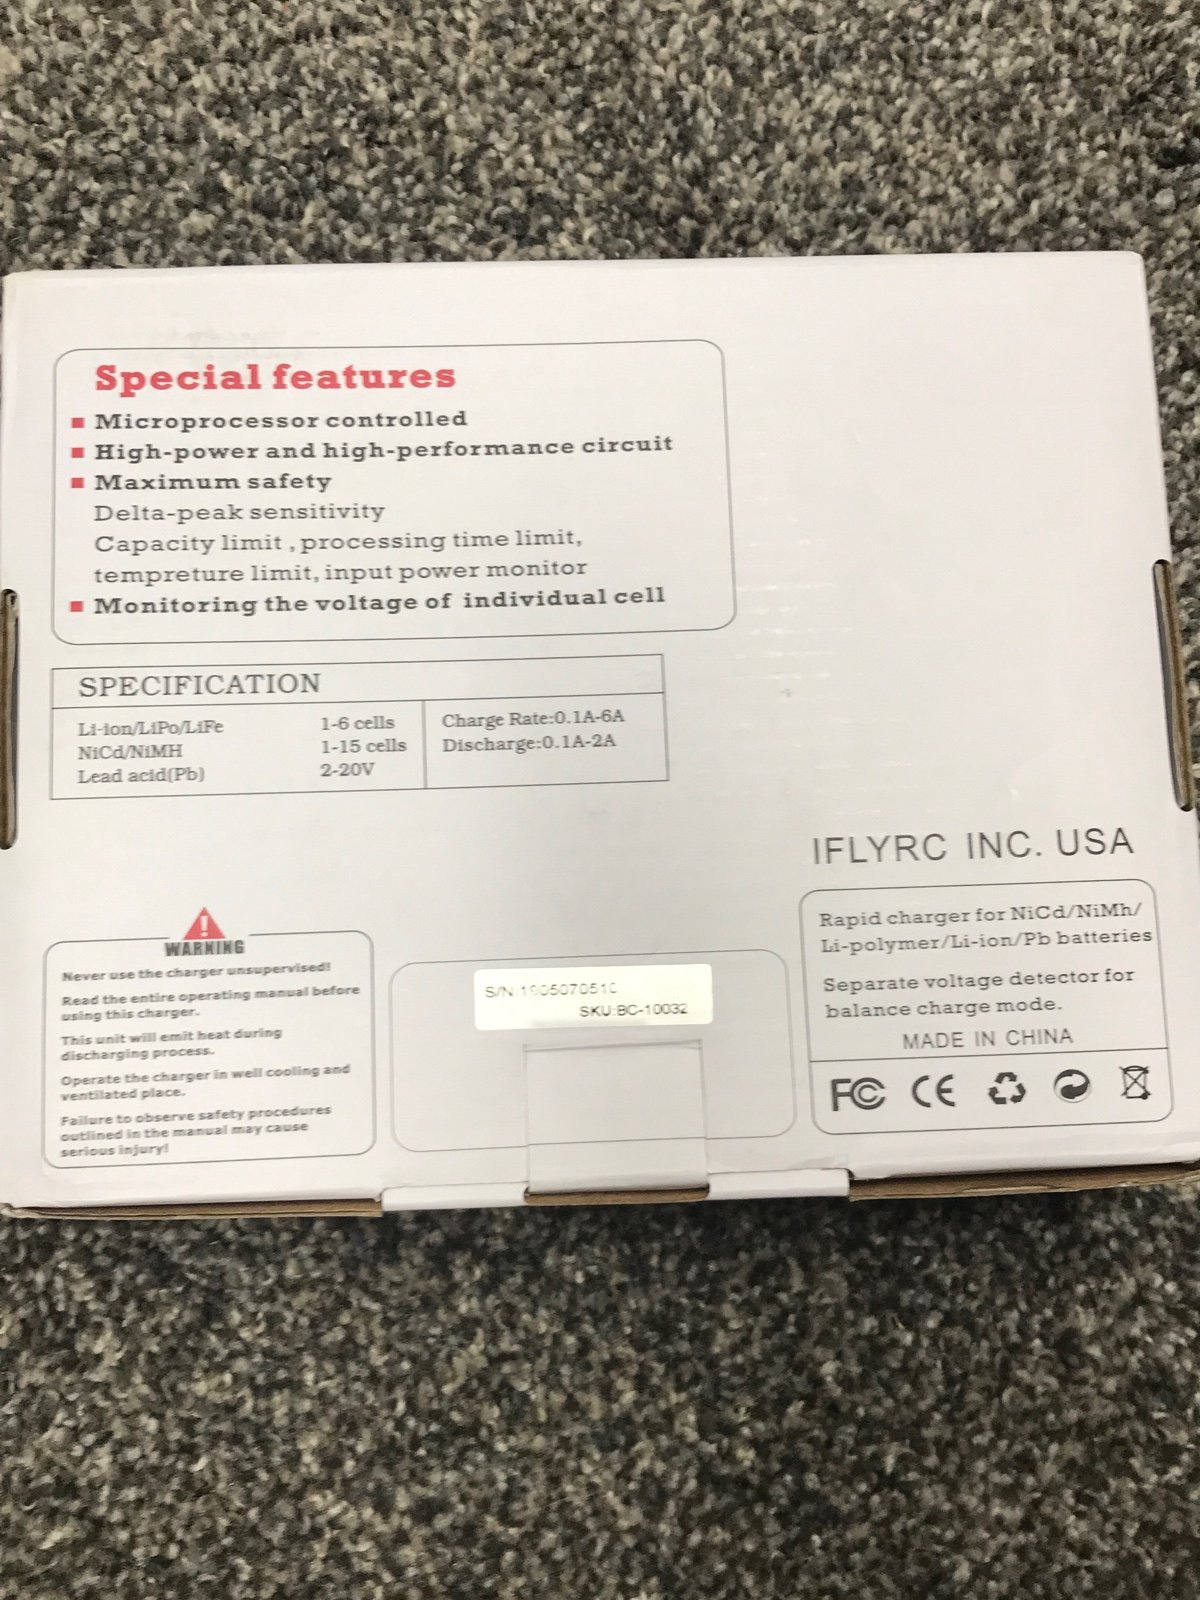 Special features
Microprocessor controlled
High-power and high-performance circuit
Maximum safety
Delta-peak sensitivity
Capacity limit , processing time limit,
tempreture limit, input power monitor
Monitoring the voltage of individual cell
SPECIFICATION
Li-ion/LiPo/LiFe 1-6 cells Charge Rate:0.1A-6A
NiCd/NiMH 1-15 cells Discharge:0.1A-2A
Lead acid(Pb) 2-20V
IFLYRC INC. USA
Rapid charger for NiCd/NiMh/
Li-polymer/Li-ion/Pb batteries
Separate voltage detector for
balance charge mode.
MADE IN CHINA
FC CE
WARNING
Never use the charger unsupervised!
Read the entire operating manual before
using this charger.
This unit will emit heat during
discharging process.
Operate the charger in well cooling and
ventilated place.
Failure to observe safety procedures
outlined in the manual may cause
serious injury!
S/N
SKU:BC-10032